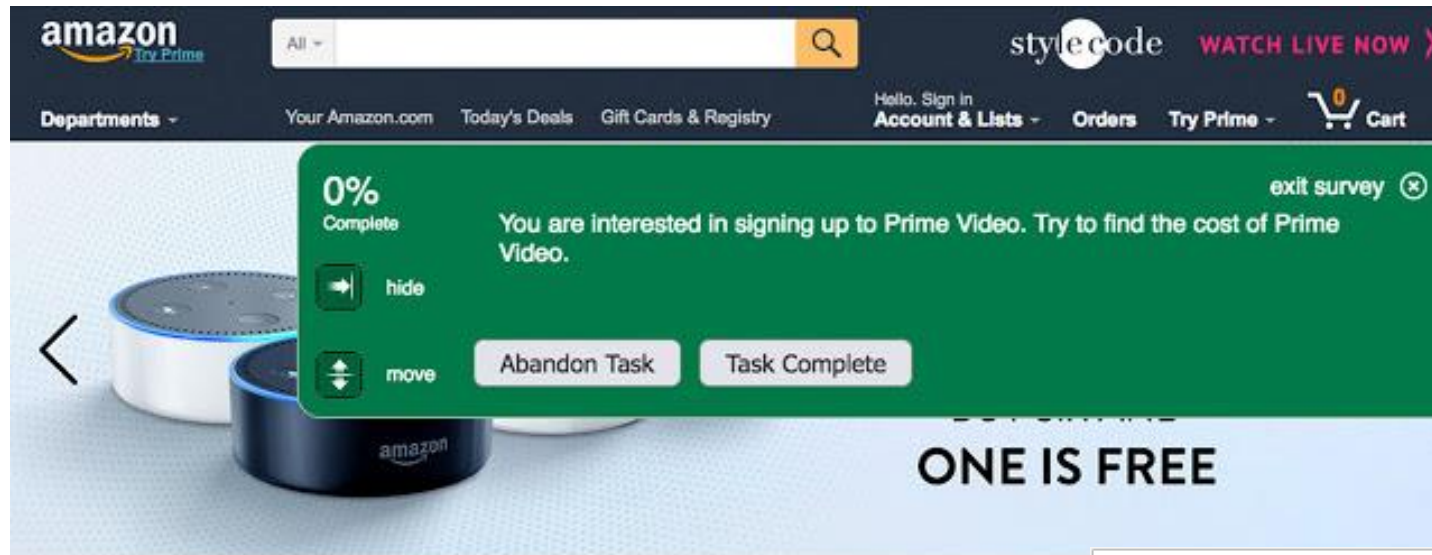 amazon
Try Prime
All
style code WATCH LIVE NOW
Departments
Your Amazon.com Today's Deals Gift Cards & Registry
Hello. Sign in
Account & Lists Orders Try Prime 0 Cart
0%
Complete
exit survey
You are interested in signing up to Prime Video. Try to find the cost of Prime
Video.
hide
move
Abandon Task Task Complete
amazon
ONE IS FREE